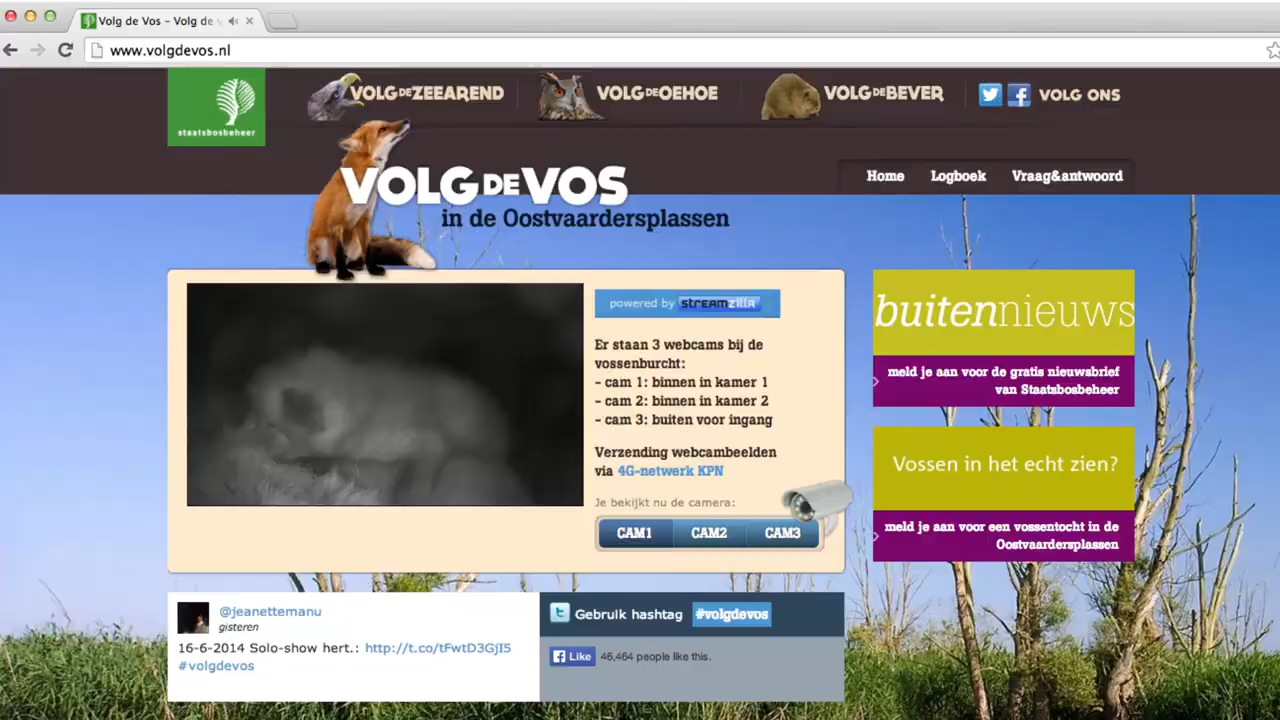 Volg de Vos – Volg de v
www.volgdevos.nl
staatsbosbeheer
VOLG DE ZEEAREND
VOLG DE OEHOE
VOLG DE BEVER
VOLG ONS
VOLG DE VOS
in de Oostvaardersplassen
Home
Logboek
Vraag&antwoord
powered by streamzilla
Er staan 3 webcams bij de
vossenburcht:
- cam 1: binnen in kamer 1
- cam 2: binnen in kamer 2
- cam 3: buiten voor ingang
Verzending webcambeelden
via 4G-netwerk KPN
Je bekijkt nu de camera:
CAM1
CAM2
CAM3
buitennieuws
meld je aan voor de gratis nieuwsbrief
van Staatsbosbeheer
Vossen in het echt zien?
meld je aan voor een vossentocht in de
Oostvaardersplassen
@jeanettemanu
gisteren
16-6-2014 Solo-show hert.: http://t.co/tFwtD3GjI5
#volgdevos
Gebruik hashtag #volgdevos
Like
46,464 people like this.